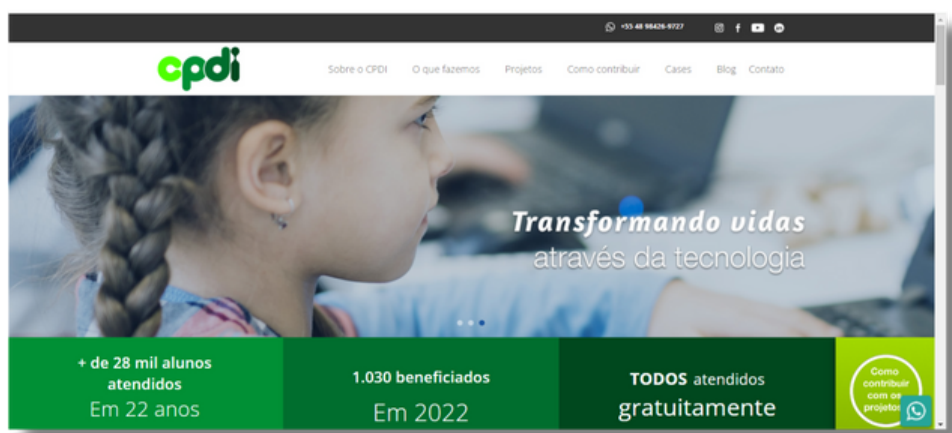 +55 48 98426-9727
cpdi
Sobre o CPDI O que fazemos Projetos Como contribuir Cases Blog Contato
Transformando vidas
através da tecnologia
+ de 28 mil alunos
atendidos
Em 22 anos
1.030 beneficiados
Em 2022
TODOS atendidos
gratuitamente
Como
contribuir
com os
projetos